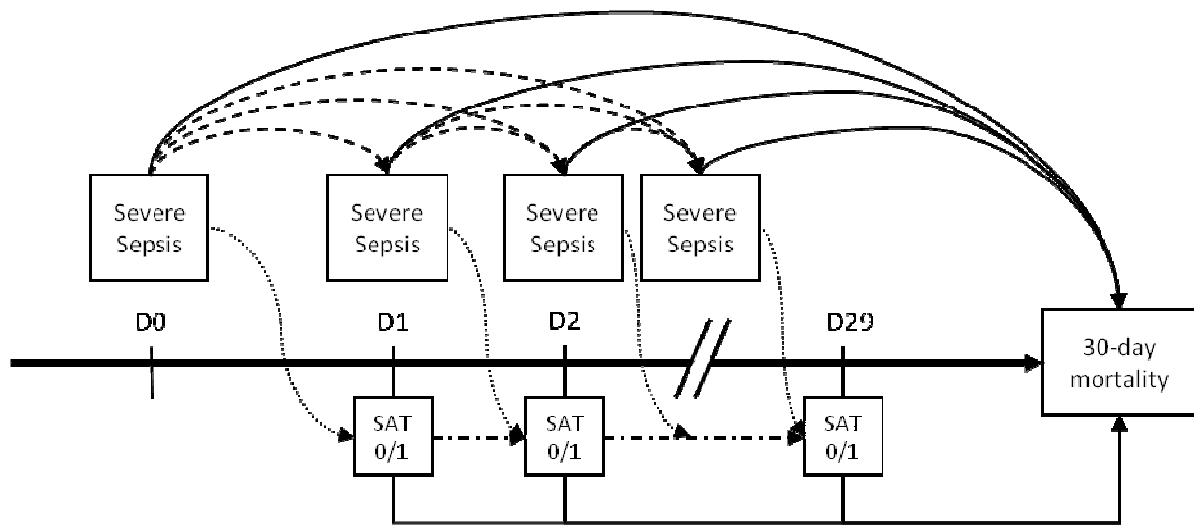 Severe
Sepsis
Severe
Sepsis
Severe
Sepsis
Severe
Sepsis
D0
D1
D2
D29
30-day
mortality
SAT
0/1
SAT
0/1
SAT
0/1